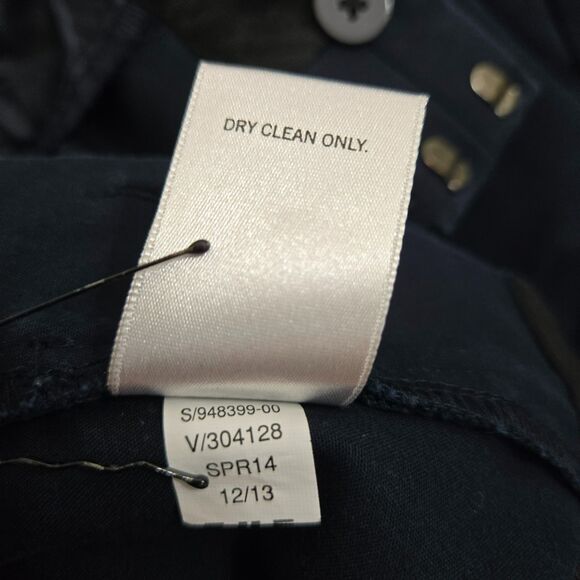 DRY CLEAN ONLY.
S/948399-00
V/304128
SPR14
12/13